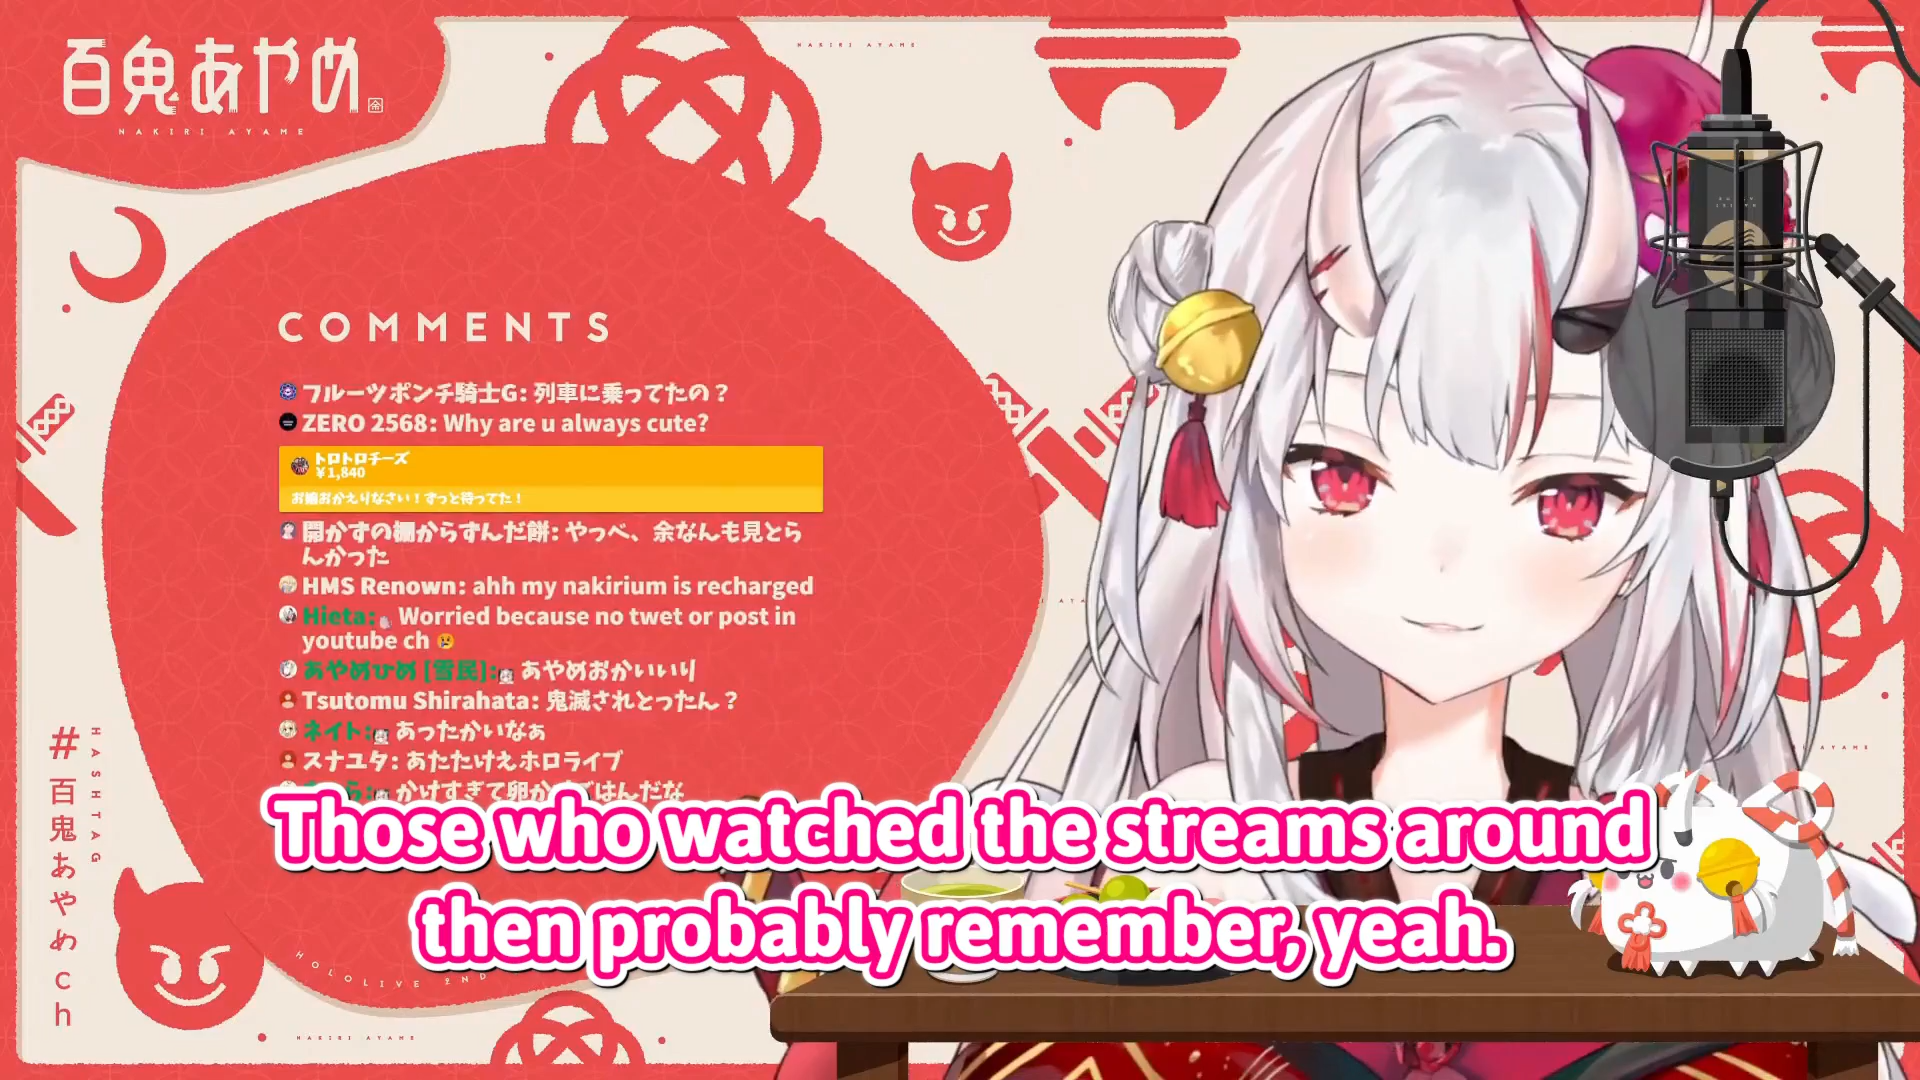 百鬼あやめ
NAKIRI AYAME
NAKIRI AYAME
COMMENTS
フルーツポンチ騎士G: 列車に乗ってたの？
ZERO 2568: Why are u always cute?
トロトロチーズ
￥1,840
お嬢おかえりなさい！ずっと待ってた！
開かずの棚からずんだ餅: やっべ、余なんも見とら
んかった
HMS Renown: ahh my nakirium is recharged
Hieta: Worried because no twet or post in
youtube ch
あやめひめ [雪民]: あやめおかいいり
Tsutomu Shirahata: 鬼滅されとったん？
ネイト: あったかいなぁ
スナユタ: あたたけえホロライブ
Those who watched the streams around
then probably remember, yeah.
#百鬼あやめch
HASHTAG
HOLOLIVE 2ND
NAKIRI AYAME